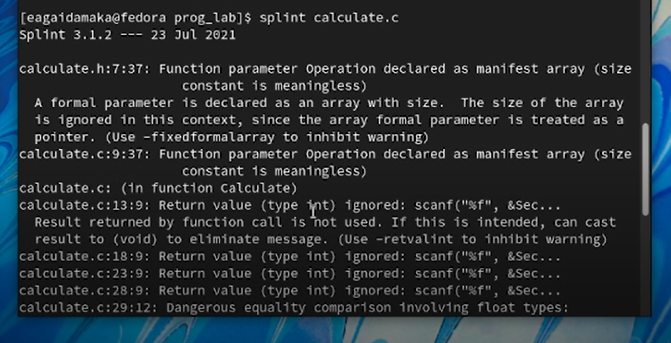 [eagaidamaka@fedora prog_lab]$ splint calculate.c
Splint 3.1.2 --- 23 Jul 2021
calculate.h:7:37: Function parameter Operation declared as manifest array (size
constant is meaningless)
A formal parameter is declared as an array with size.  The size of the array
is ignored in this context, since the array formal parameter is treated as a
pointer. (Use -fixedformalarray to inhibit warning)
calculate.c:9:37: Function parameter Operation declared as manifest array (size
constant is meaningless)
calculate.c: (in function Calculate)
calculate.c:13:9: Return value (type int) ignored: scanf("%f", &Sec...
Result returned by function call is not used. If this is intended, can cast
result to (void) to eliminate message. (Use -retvalint to inhibit warning)
calculate.c:18:9: Return value (type int) ignored: scanf("%f", &Sec...
calculate.c:23:9: Return value (type int) ignored: scanf("%f", &Sec...
calculate.c:28:9: Return value (type int) ignored: scanf("%f", &Sec...
calculate.c:29:12: Dangerous equality comparison involving float types: